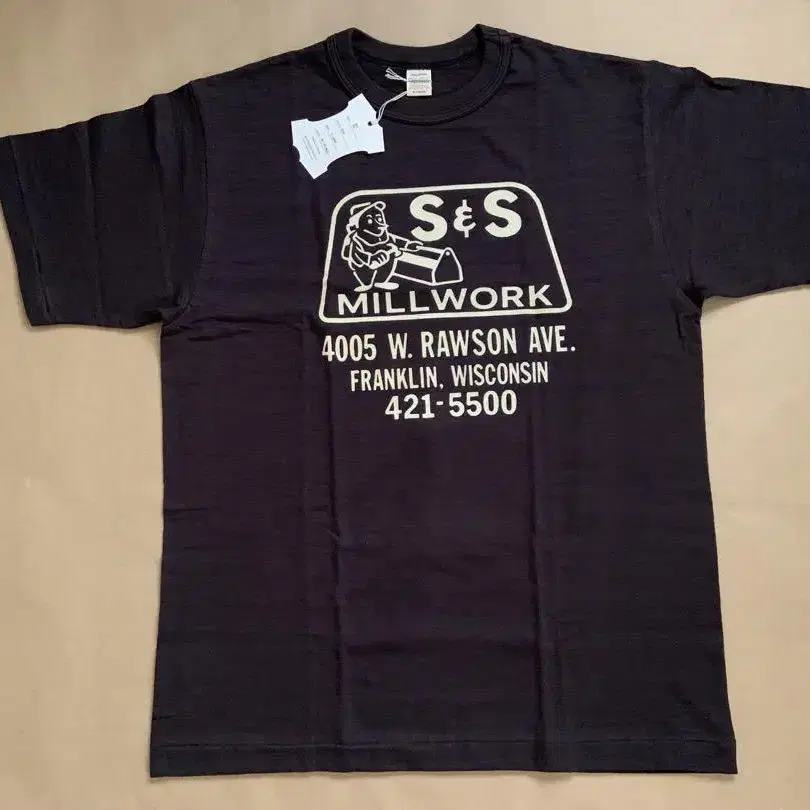 S & S
MILLWORK
4005 W. RAWSON AVE.
FRANKLIN, WISCONSIN
421-5500